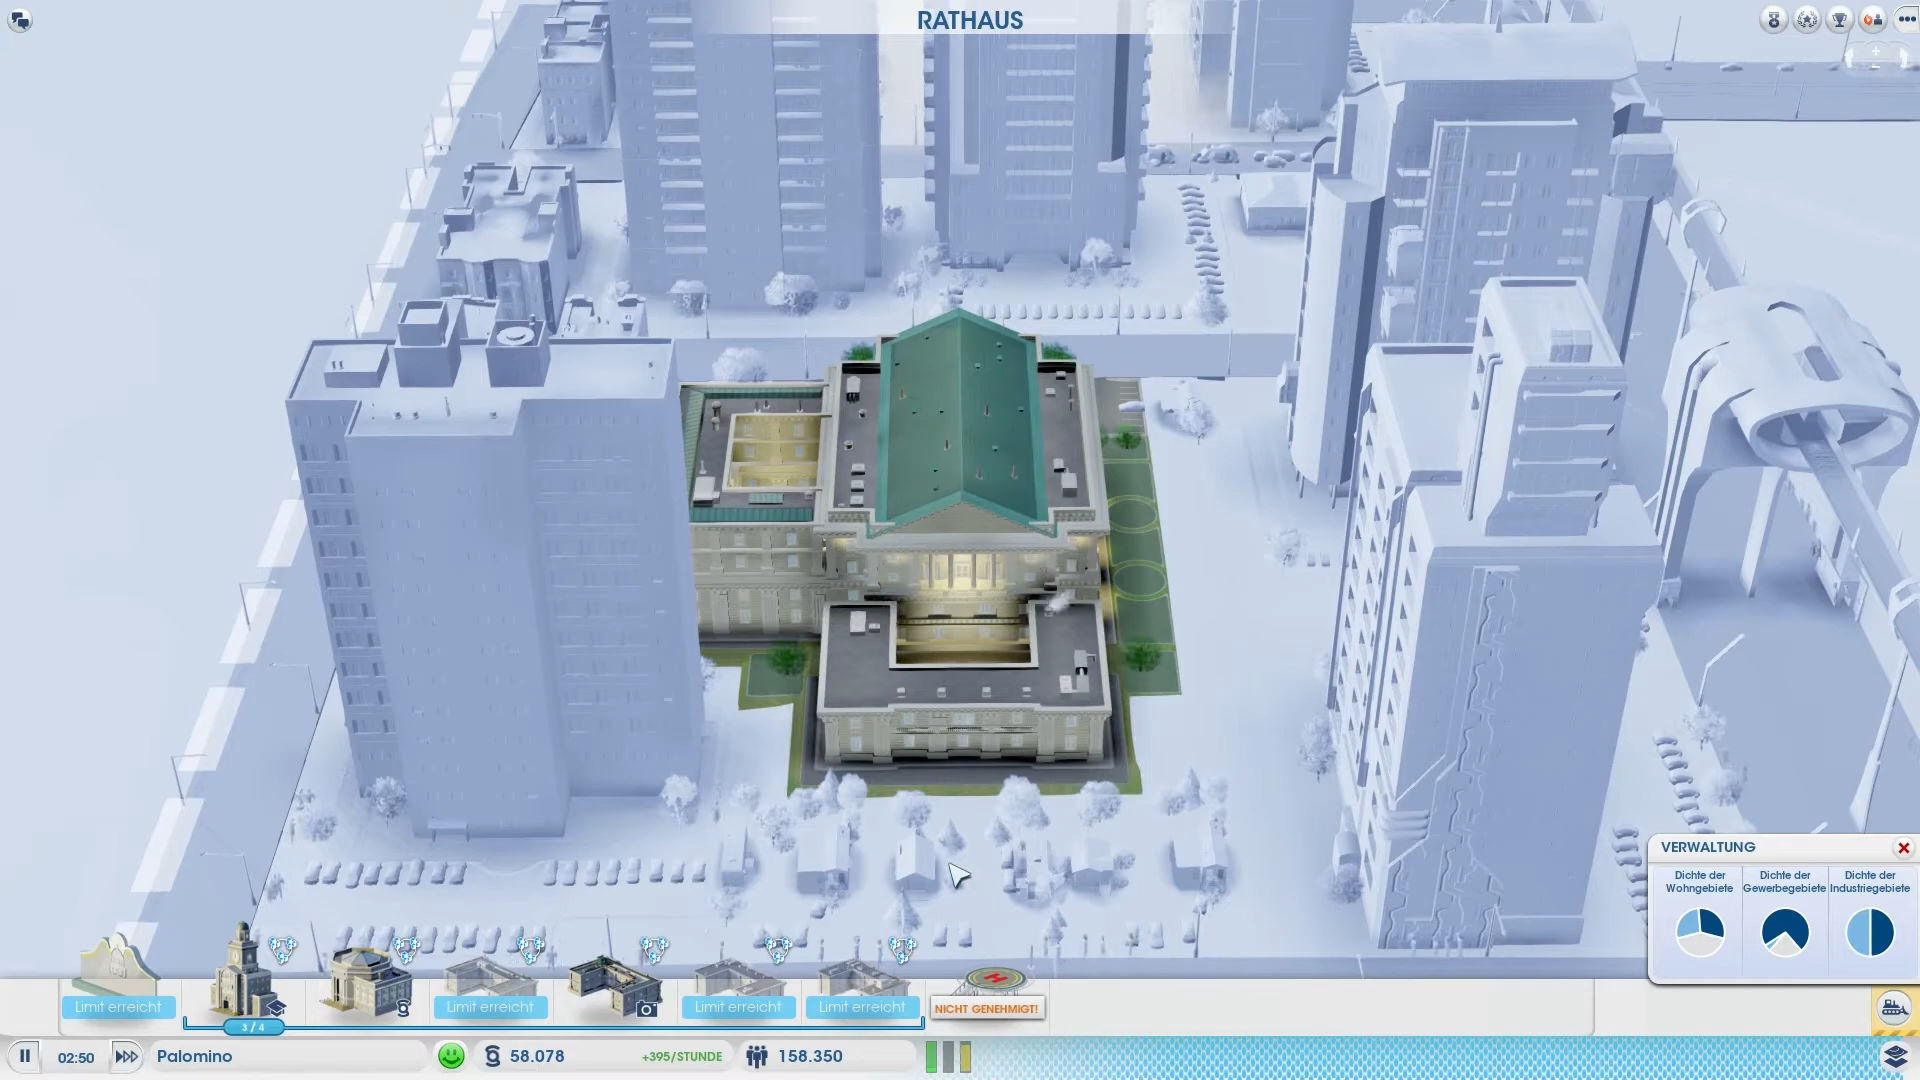 RATHAUS
VERWALTUNG
Dichte der
Wohngebiete
Dichte der
Gewerbegebiete
Dichte der
Industriegebiete
Limit erreicht
Limit erreicht
Limit erreicht
Limit erreicht
NICHT GENEHMIGT!
3 / 4
02:50
Palomino
58.078
+395/STUNDE
158.350